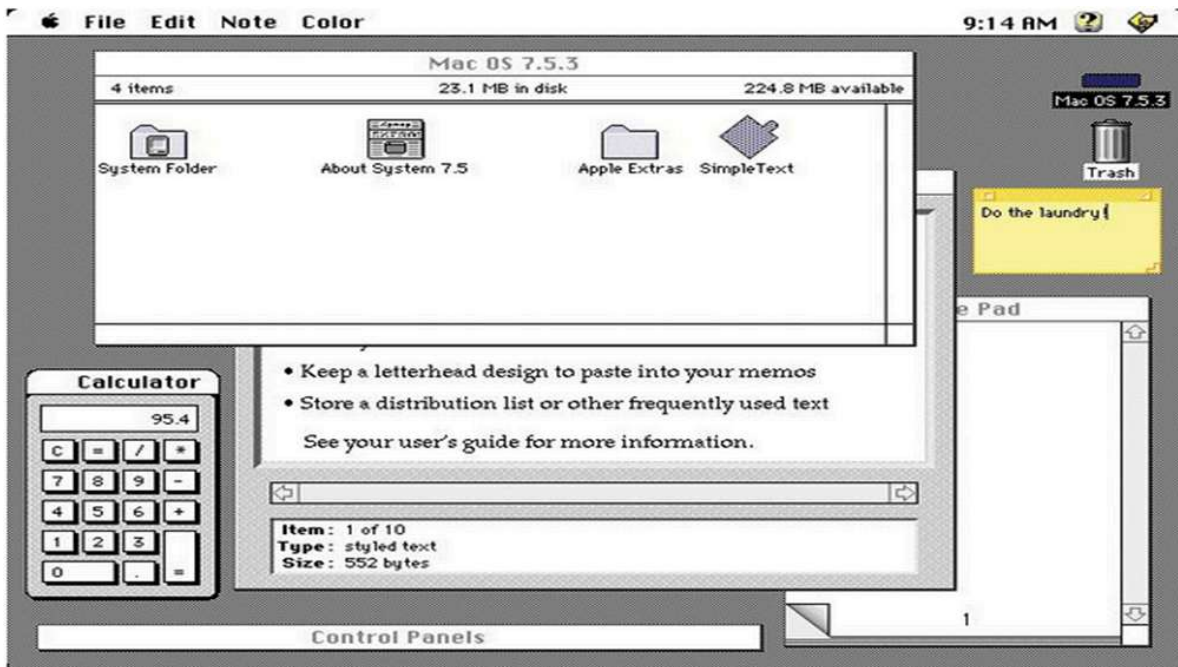 File Edit Note Color 9:14 AM
Mac OS 7.5.3
4 items 23.1 MB in disk 224.8 MB available
System Folder About System 7.5 Apple Extras SimpleText
Mac OS 7.5.3
Trash
Do the laundry!
e Pad
1
• Keep a letterhead design to paste into your memos
• Store a distribution list or other frequently used text
See your user's guide for more information.
Item: 1 of 10
Type: styled text
Size: 552 bytes
Calculator
95.4
C = / *
7 8 9 -
4 5 6 +
1 2 3
0 . =
Control Panels